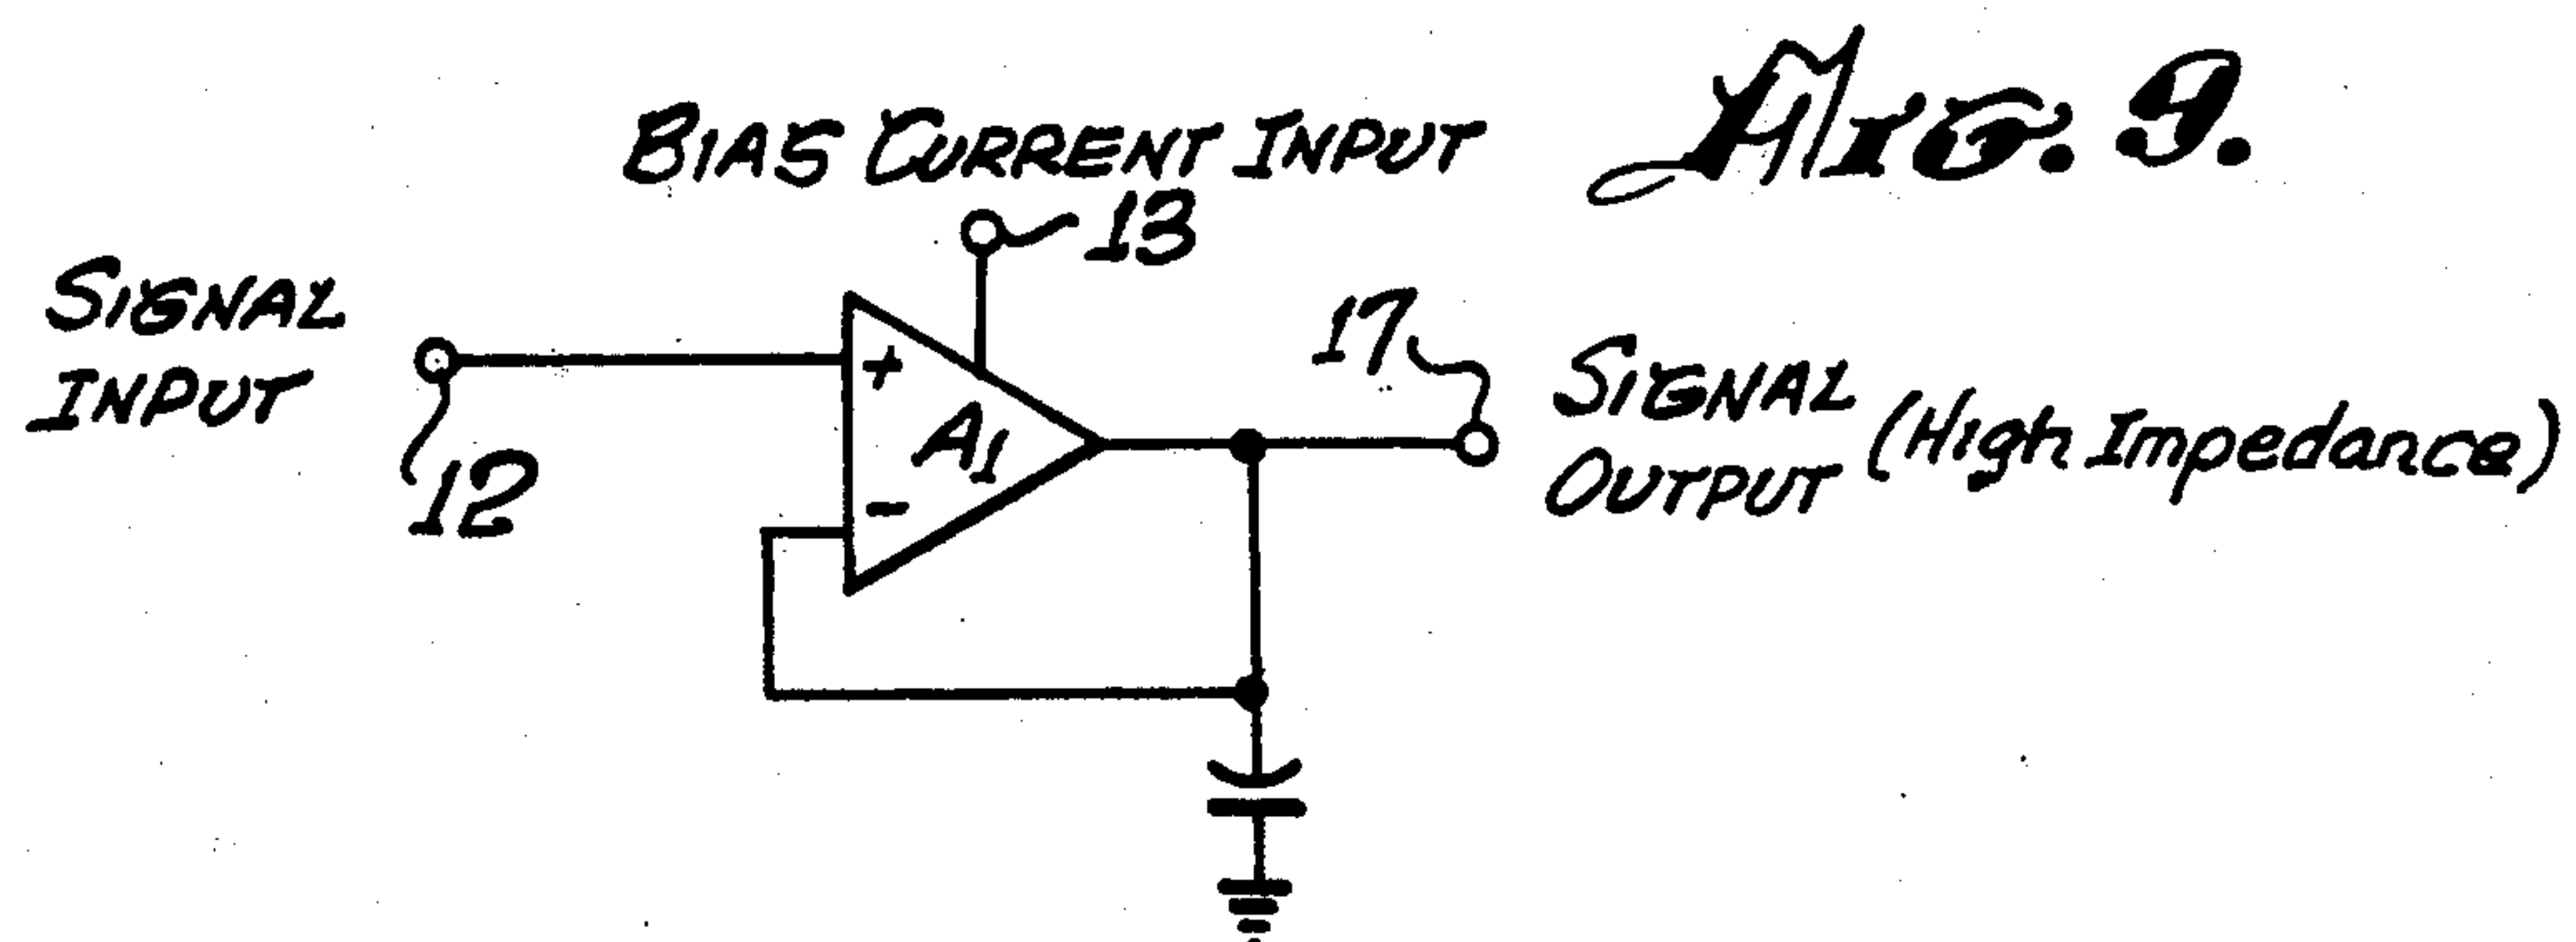 FIG. 9.
BIAS CURRENT INPUT
13
SIGNAL
INPUT
12
+
-
A1
17
SIGNAL
OUTPUT (High Impedance)